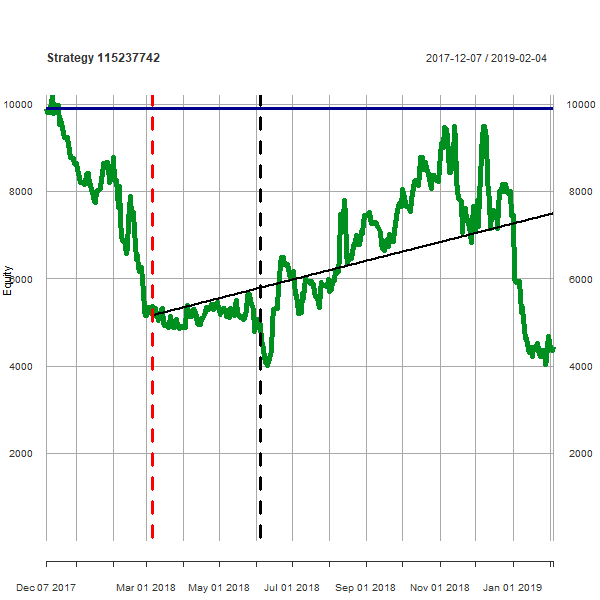 Strategy 115237742
2017-12-07 / 2019-02-04
10000
10000
8000
8000
6000
6000
Equity
4000
4000
2000
2000
Dec 07 2017
Mar 01 2018
May 01 2018
Jul 01 2018
Sep 01 2018
Nov 01 2018
Jan 01 2019